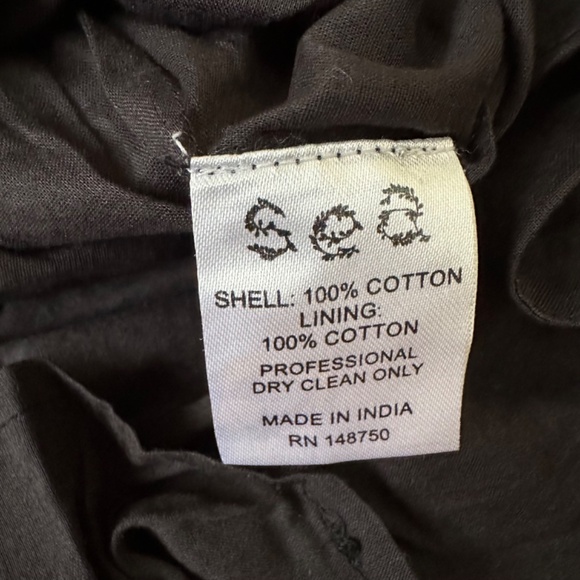 Sea
SHELL: 100% COTTON
LINING:
100% COTTON
PROFESSIONAL
DRY CLEAN ONLY
MADE IN INDIA
RN 148750